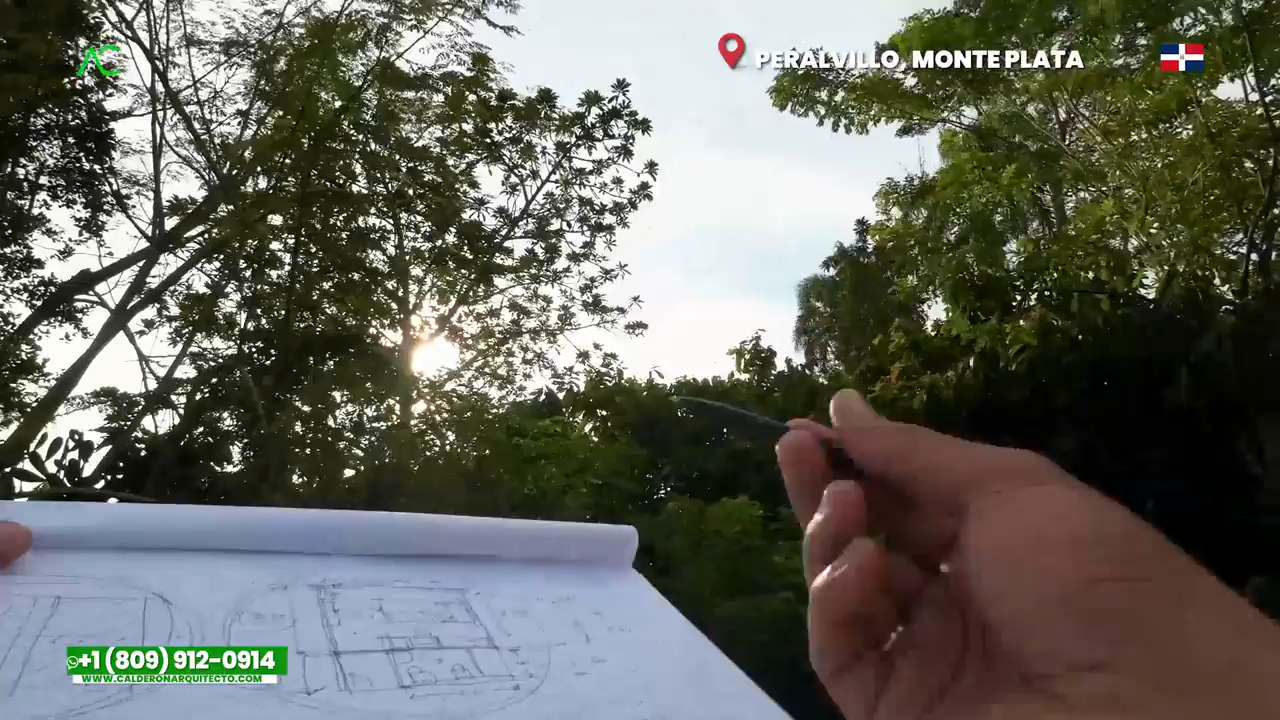 AC
PERALVILLO, MONTE PLATA
+1 (809) 912-0914
WWW.CALDERONARQUITECTO.COM